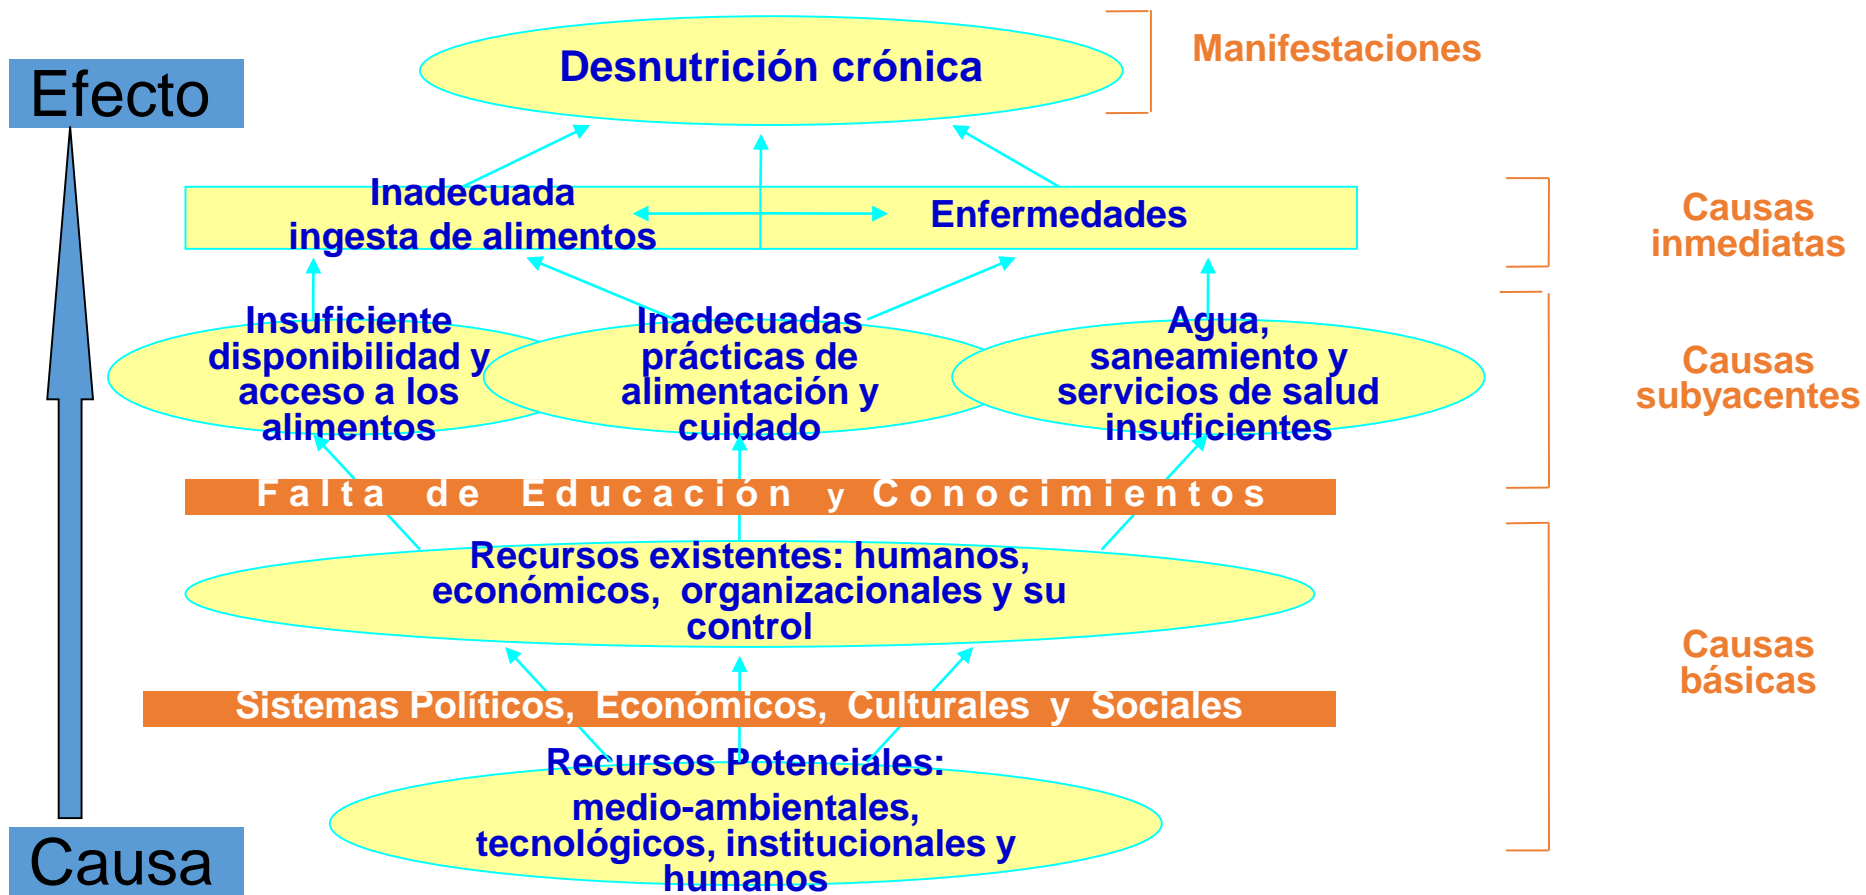 Desnutrición crónica
Manifestaciones
Efecto
Inadecuada
ingesta de alimentos
Enfermedades
Causas
inmediatas
Insuficiente
disponibilidad y
acceso a los
alimentos
Inadecuadas
prácticas de
alimentación y
cuidado
Agua,
saneamiento y
servicios de salud
insuficientes
Causas
subyacentes
Falta de Educación y Conocimientos
Recursos existentes: humanos,
económicos, organizacionales y su
control
Causas
básicas
Sistemas Políticos, Económicos, Culturales y Sociales
Recursos Potenciales:
medio-ambientales,
tecnológicos, institucionales y
humanos
Causa